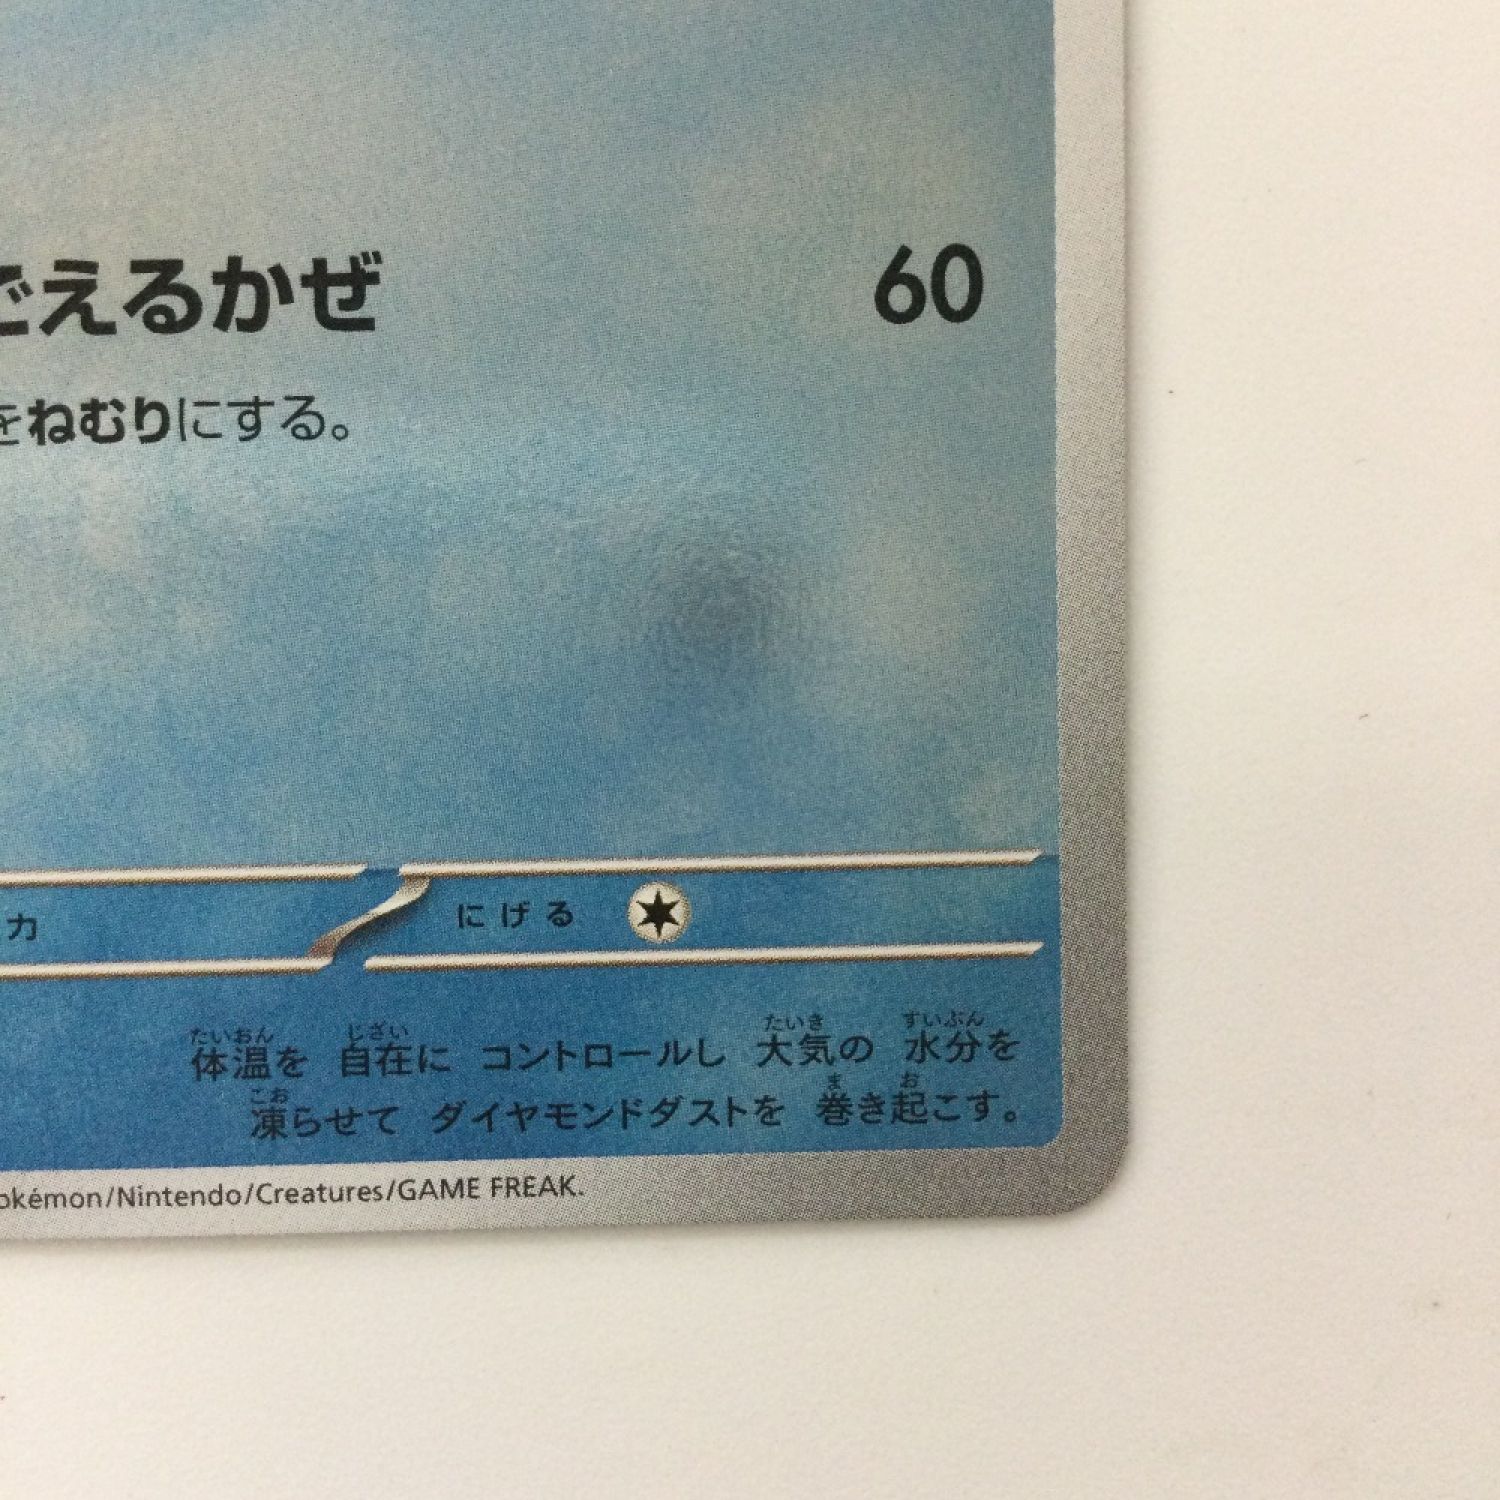 ごえるかぜ 60
をねむりにする。
力 にげる
たいおん じざい たいき すいぶん
体温を 自在に コントロールし 大気の 水分を
こお ま お
凍らせて ダイヤモンドダストを 巻き起こす。
okémon/Nintendo/Creatures/GAME FREAK.